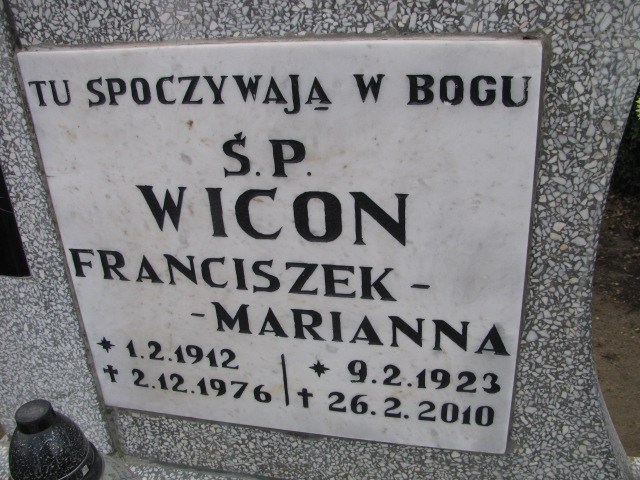 TU SPOCZYWAJĄ W BOGU
Ś.P.
WICON
FRANCISZEK -
- MARIANNA
* 1.2.1912 * 9.2.1923
† 2.12.1976 † 26.2.2010